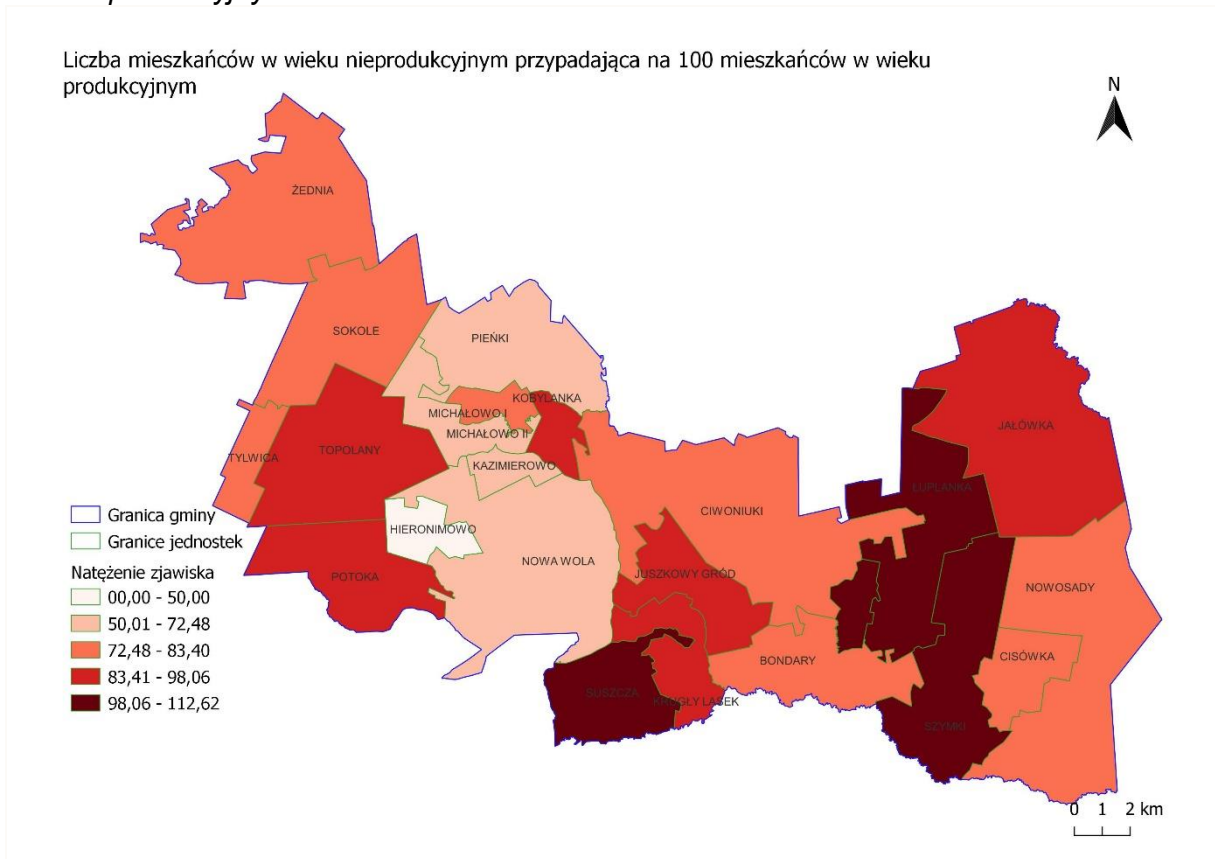 Liczba mieszkańców w wieku nieprodukcyjnym przypadająca na 100 mieszkańców w wieku
produkcyjnym
N
ŻEDNIA
SOKOLE
PIEŃKI
KOBYLANKA
MICHAŁOWO I
MICHAŁOWO II
JAŁÓWKA
TYLWICA
TOPOLANY
KAZIMIEROWO
ŁUPLANKA
CIWONIUKI
HIERONIMOWO
NOWA WOLA
POTOKA
JUSZKOWY GRÓD
NOWOSADY
BONDARY
CISÓWKA
SUSZCZA
KRUGŁY LASEK
SZYMKI
Granica gminy
Granice jednostek
Natężenie zjawiska
00,00 - 50,00
50,01 - 72,48
72,48 - 83,40
83,41 - 98,06
98,06 - 112,62
0 1 2 km